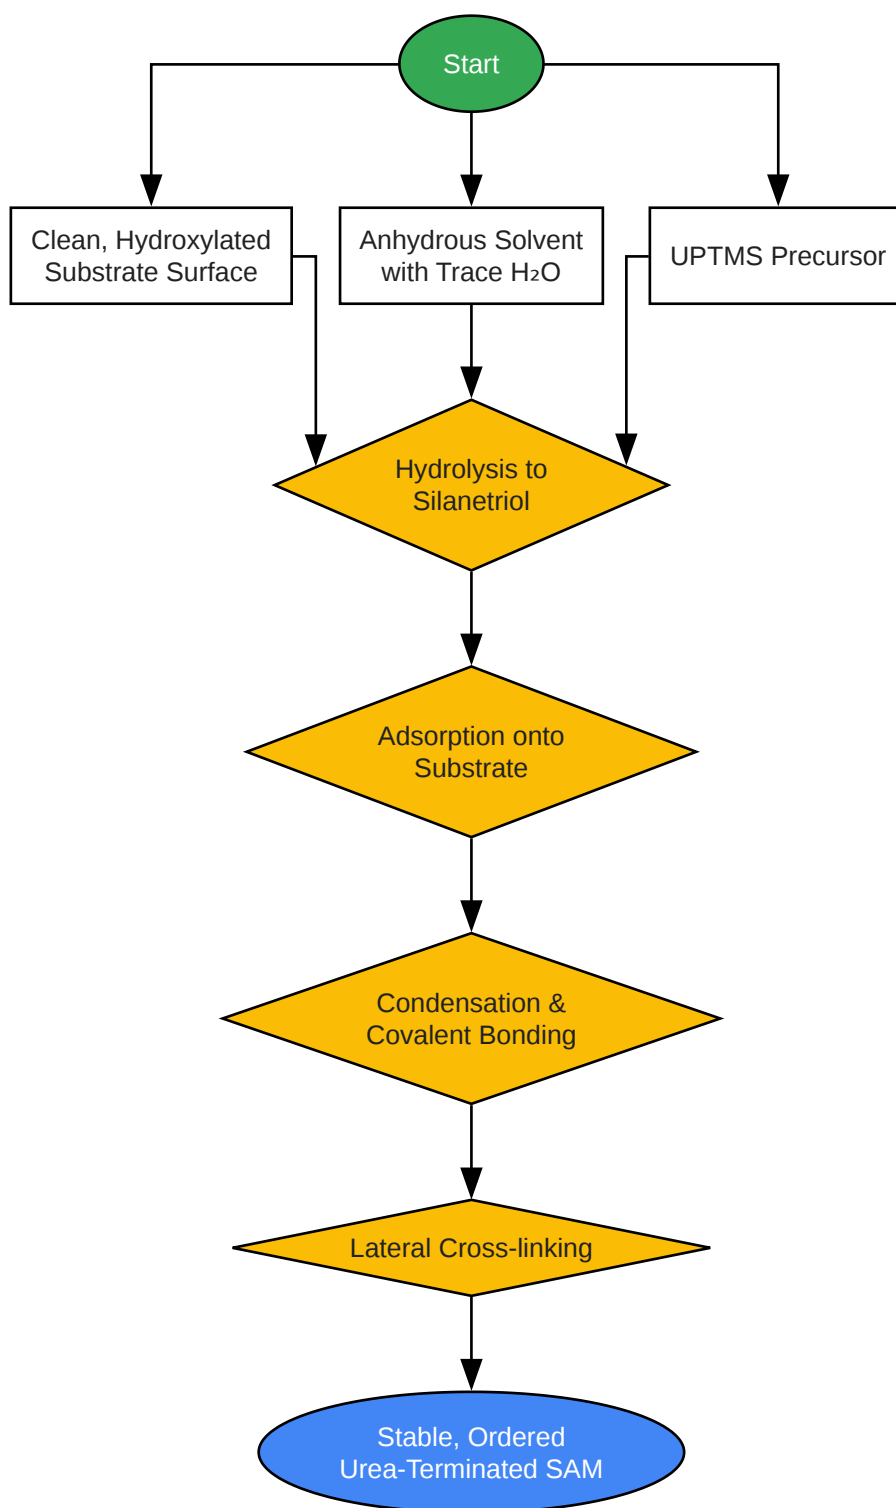 Start
Clean, Hydroxylated
Substrate Surface
Anhydrous Solvent
with Trace H₂O
UPTMS Precursor
Hydrolysis to
Silanetriol
Adsorption onto
Substrate
Condensation &
Covalent Bonding
Lateral Cross-linking
Stable, Ordered
Urea-Terminated SAM